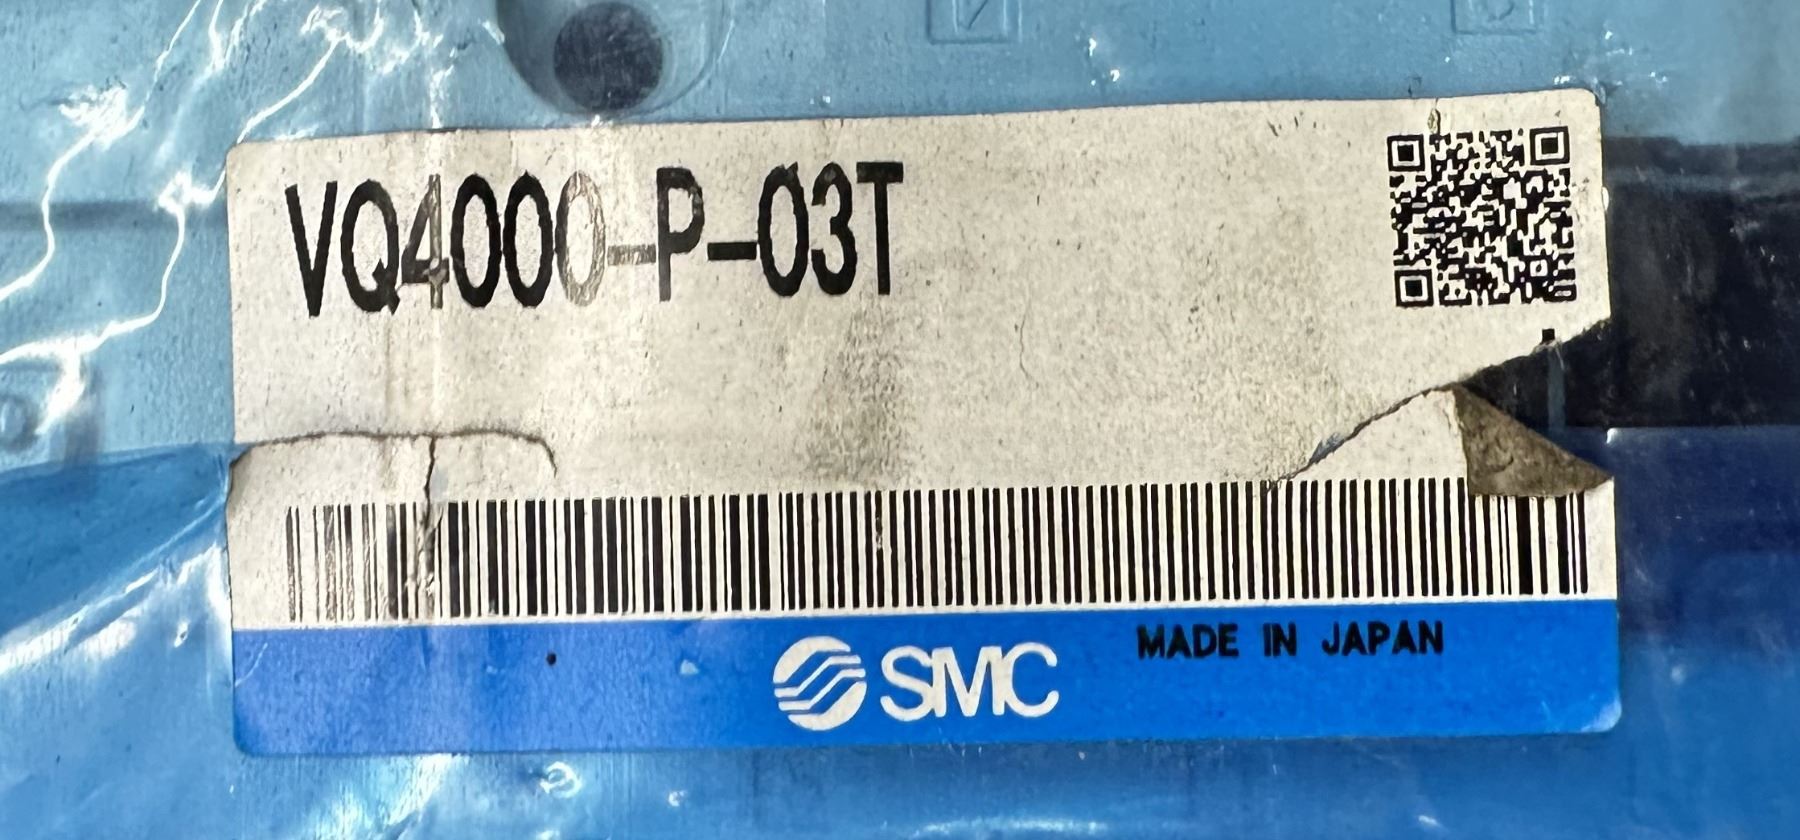 VQ4000-P-03T
SMC
MADE IN JAPAN